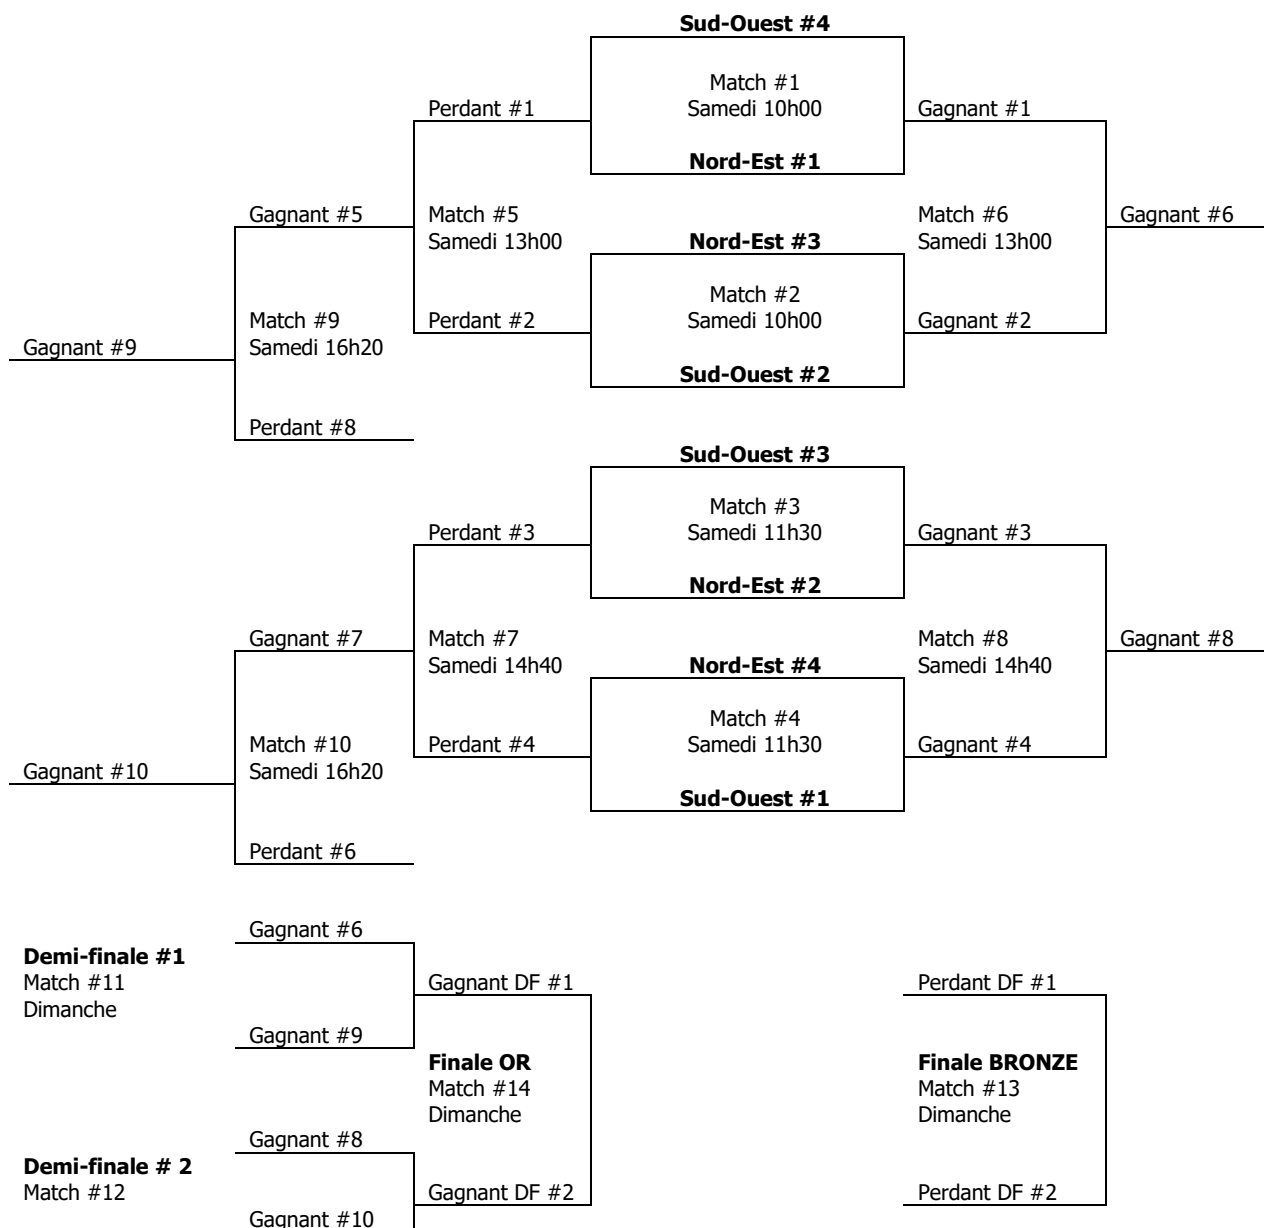 Sud-Ouest #4
Match #1
Samedi 10h00
Perdant #1
Gagnant #1
Nord-Est #1
Gagnant #5
Match #5
Samedi 13h00
Match #6
Samedi 13h00
Gagnant #6
Nord-Est #3
Match #2
Samedi 10h00
Match #9
Samedi 16h20
Perdant #2
Gagnant #2
Gagnant #9
Sud-Ouest #2
Perdant #8
Sud-Ouest #3
Match #3
Samedi 11h30
Perdant #3
Gagnant #3
Nord-Est #2
Gagnant #7
Match #7
Samedi 14h40
Match #8
Samedi 14h40
Gagnant #8
Nord-Est #4
Match #4
Samedi 11h30
Match #10
Samedi 16h20
Perdant #4
Gagnant #4
Gagnant #10
Sud-Ouest #1
Perdant #6
Gagnant #6
Demi-finale #1
Match #11
Dimanche
Gagnant DF #1
Perdant DF #1
Gagnant #9
Finale OR
Match #14
Dimanche
Finale BRONZE
Match #13
Dimanche
Gagnant #8
Demi-finale # 2
Match #12
Gagnant DF #2
Perdant DF #2
Gagnant #10